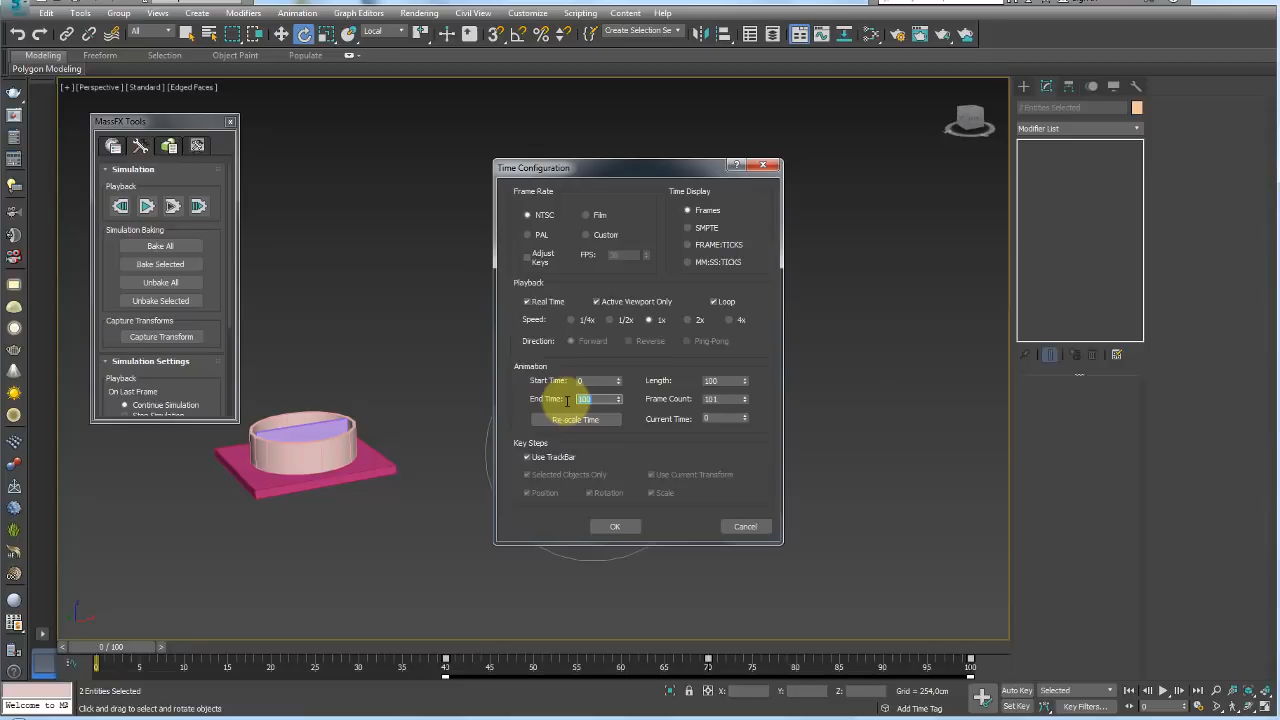 Edit Tools Group Views Create Modifiers Animation Graph Editors Rendering Civil View Customize Scripting Content Help
All Local Create Selection Se
Modeling Freeform Selection Object Paint Populate
Polygon Modeling
[+] [Perspective] [Standard] [Edged Faces]
2 Entities Selected
Modifier List
MassFX Tools
Simulation
Playback
Simulation Baking
Bake All
Bake Selected
Unbake All
Unbake Selected
Capture Transforms
Capture Transform
Simulation Settings
Playback
On Last Frame
Continue Simulation
Time Configuration
Frame Rate Time Display
NTSC Film Frames
PAL Custom SMPTE
Adjust Keys FPS: FRAME:TICKS
MM:SS:TICKS
Playback
Real Time Active Viewport Only Loop
Speed: 1/4x 1/2x 1x 2x 4x
Direction: Forward Reverse Ping-Pong
Animation
Start Time: 0 Length: 100
End Time: 100 Frame Count: 101
Re-scale Time Current Time: 0
Key Steps
Use TrackBar
Selected Objects Only Use Current Transform
Position Rotation Scale
OK Cancel
0 / 100
0 5 10 15 20 25 30 35 40 45 50 55 60 65 70 75 80 85 90 95 100
2 Entities Selected X: Y: Z: Grid = 254,0cm Auto Key Selected
Welcome to MX Click and drag to select and rotate objects Add Time Tag Set Key Key Filters... 0